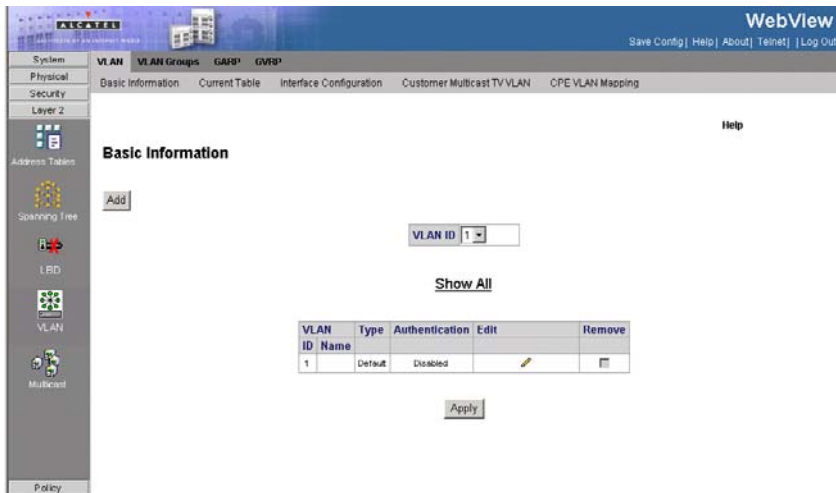 ALCATEL
WebView
Save Config| Help| About| Telnet| |Log Out
System
Physical
Security
Layer 2
Address Tables
Spanning Tree
LBD
VLAN
Multicast
Policy
VLAN VLAN Groups GARP GVRP
Basic Information Current Table Interface Configuration Customer Multicast TV VLAN CPE VLAN Mapping
Help
Basic Information
Add
VLAN ID 1
Show All
VLAN Type Authentication Edit Remove
ID Name
1 Default Disabled
Apply